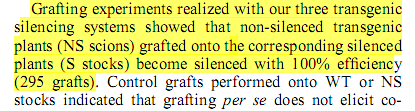 Grafting experiments realized with our three transgenic
silencing systems showed that non-silenced transgenic
plants (NS scions) grafted onto the corresponding silenced
plants (S stocks) become silenced with 100% efficiency
(295 grafts). Control grafts performed onto WT or NS
stocks indicated that grafting per se does not elicit co-